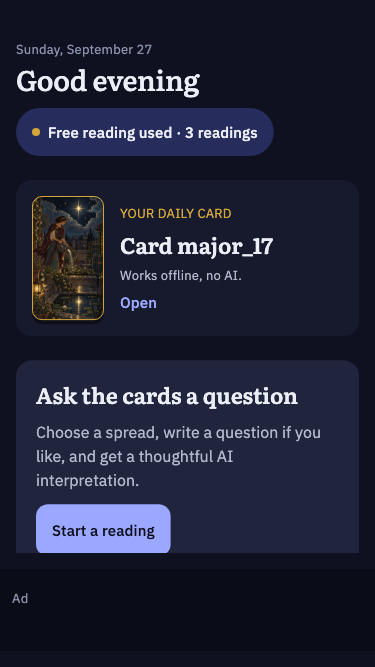 Sunday, September 27
Good evening
Free reading used · 3 readings
YOUR DAILY CARD
Card major_17
Works offline, no AI.
Open
Ask the cards a question
Choose a spread, write a question if you
like, and get a thoughtful AI
interpretation.
Start a reading
Ad